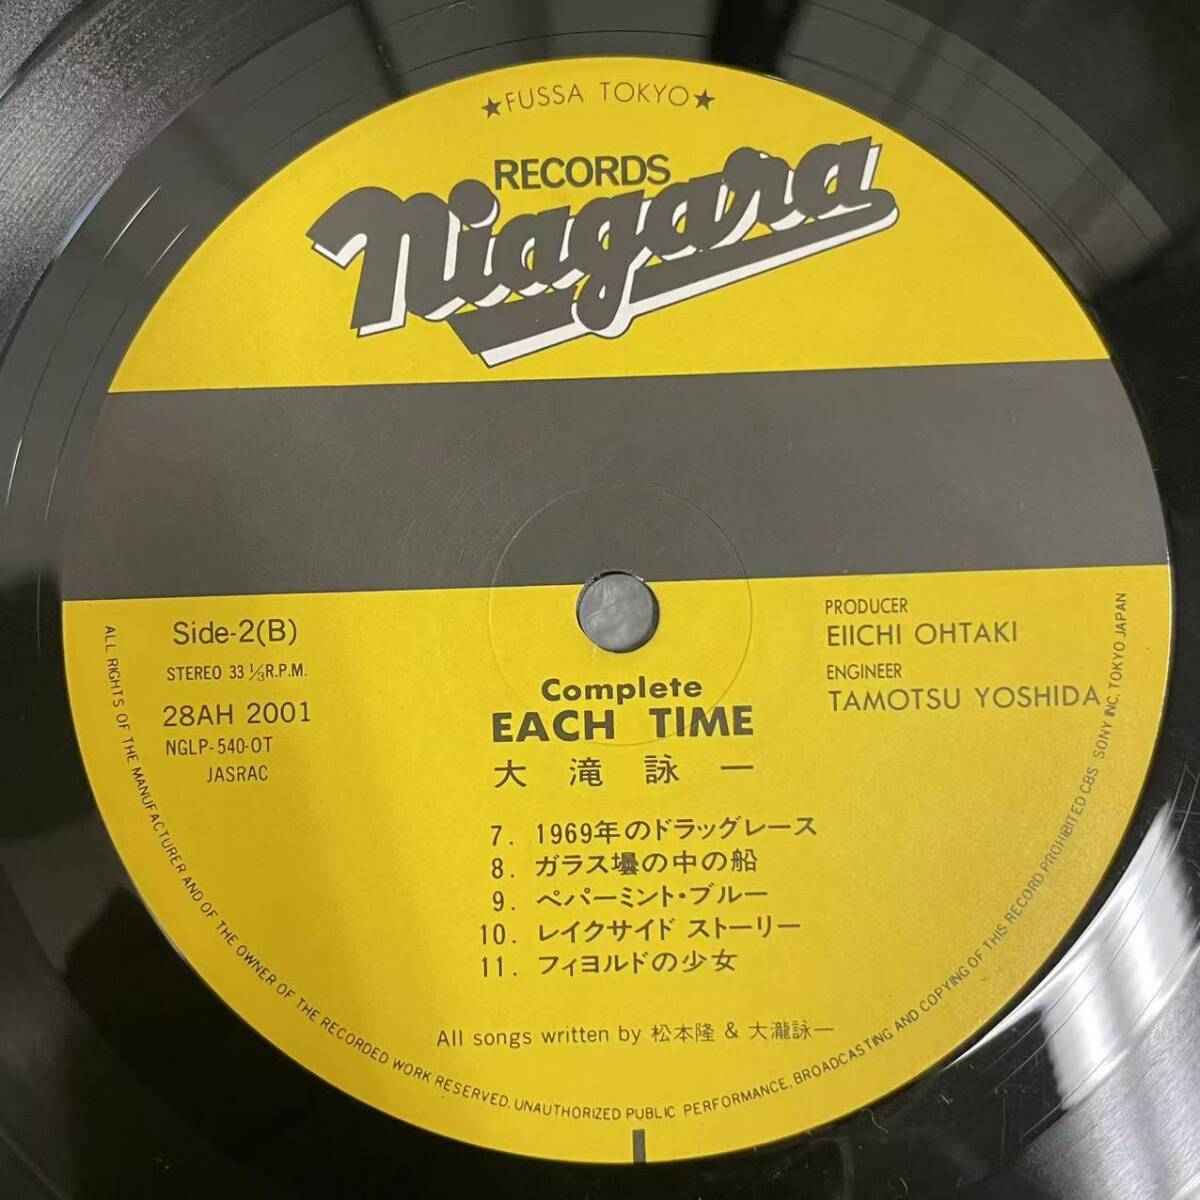 ★FUSSA TOKYO★
RECORDS
Niagara
Side-2(B)
STEREO 33 1/3 R.P.M.
28AH 2001
NGLP-540-OT
JASRAC
PRODUCER
EIICHI OHTAKI
ENGINEER
TAMOTSU YOSHIDA
Complete
EACH TIME
大滝詠一
7. 1969年のドラッグレース
8. ガラス壜の中の船
9. ペパーミント・ブルー
10. レイクサイド ストーリー
11. フィヨルドの少女
All songs written by 松本隆 & 大瀧詠一
ALL RIGHTS OF THE MANUFACTURER AND OF THE OWNER OF THE RECORDED WORK RESERVED. UNAUTHORIZED PUBLIC PERFORMANCE, BROADCASTING AND COPYING OF THIS RECORD PROHIBITED CBS SONY INC. TOKYO JAPAN